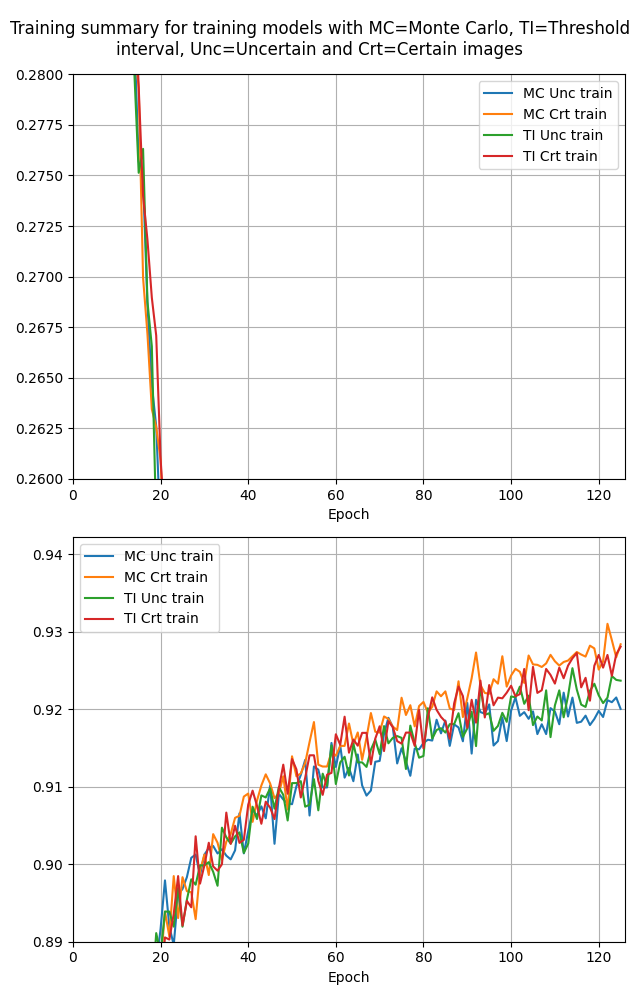 Training summary for training models with MC=Monte Carlo, TI=Threshold
interval, Unc=Uncertain and Crt=Certain images
0.2800
0.2775
0.2750
0.2725
0.2700
0.2675
0.2650
0.2625
0.2600
MC Unc train
MC Crt train
TI Unc train
TI Crt train
0 20 40 60 80 100 120
Epoch
0.94
0.93
0.92
0.91
0.90
0.89
MC Unc train
MC Crt train
TI Unc train
TI Crt train
0 20 40 60 80 100 120
Epoch